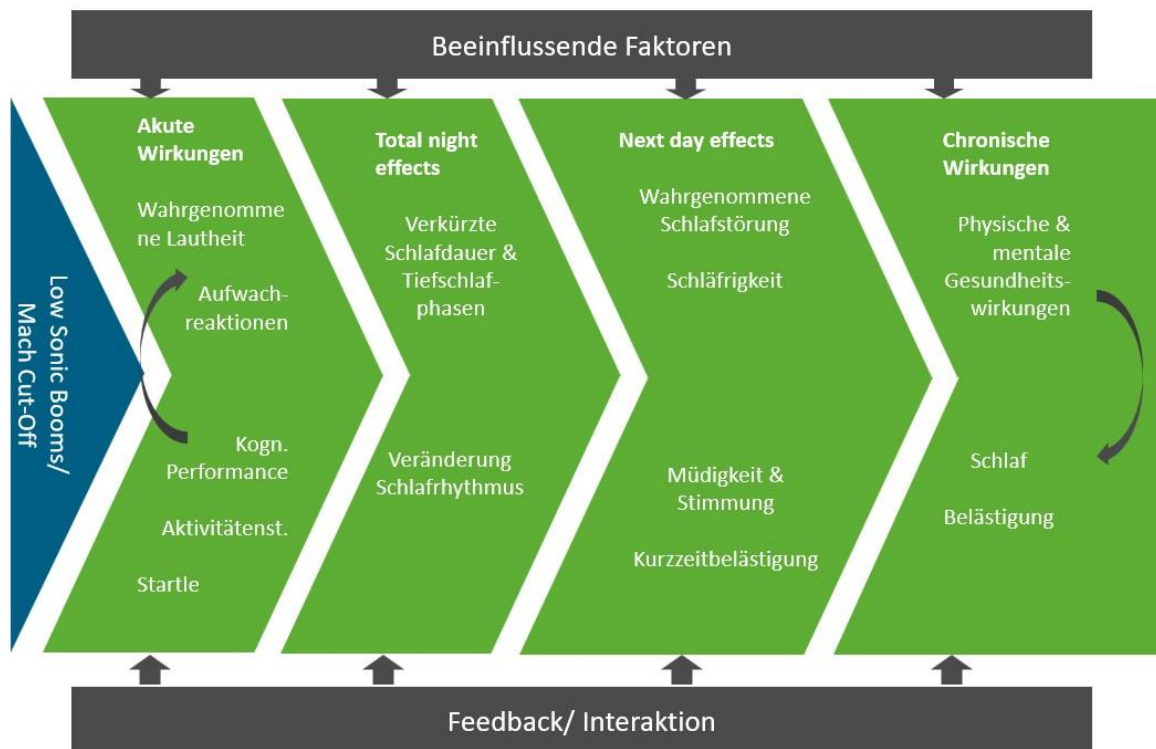 Beeinflussende Faktoren
Low Sonic Booms/
Mach Cut-Off
Akute
Wirkungen
Wahrgenomme
ne Lautheit
Aufwach-
reaktionen
Kogn.
Performance
Aktivitätenst.
Startle
Total night
effects
Verkürzte
Schlafdauer &
Tiefschlaf-
phasen
Veränderung
Schlafrhythmus
Next day effects
Wahrgenommene
Schlafstörung
Schläfrigkeit
Müdigkeit &
Stimmung
Kurzzeitbelästigung
Chronische
Wirkungen
Physische &
mentale
Gesundheits-
wirkungen
Schlaf
Belästigung
Feedback/ Interaktion